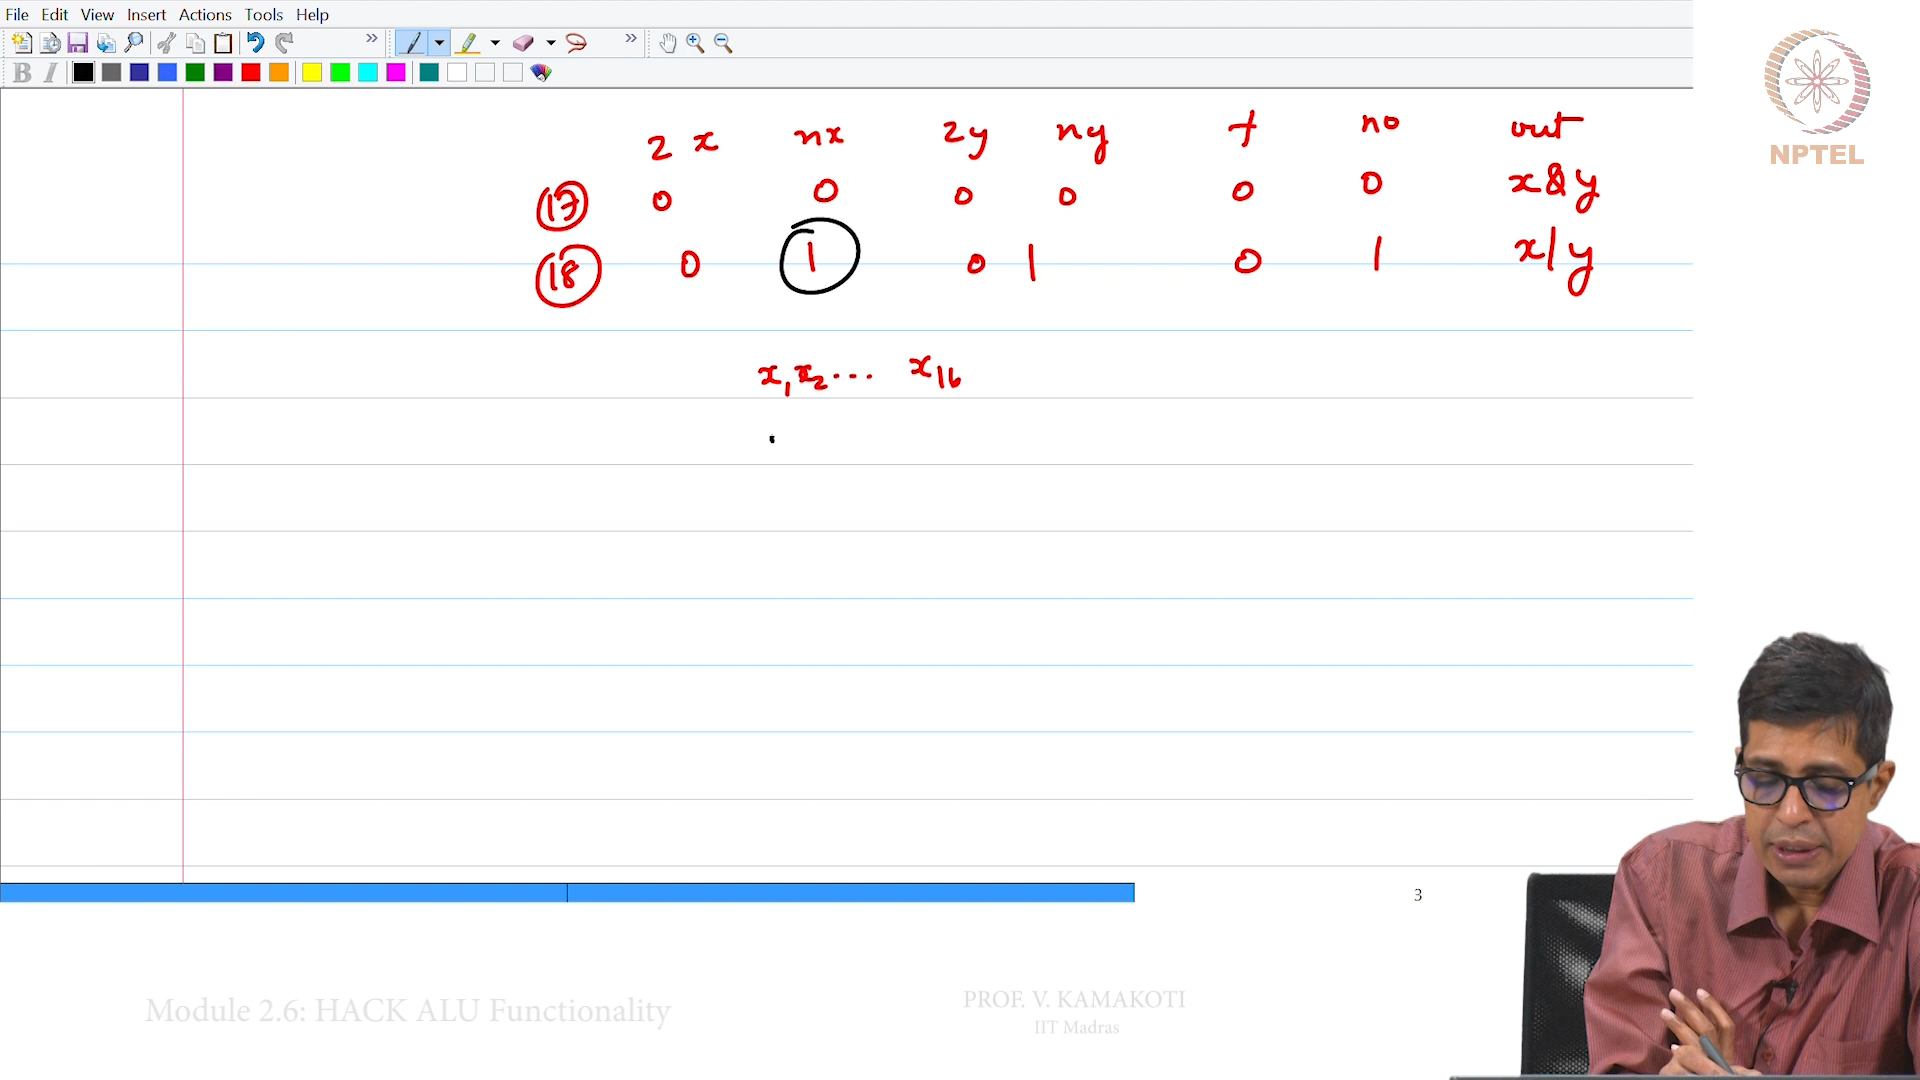 File Edit View Insert Actions Tools Help
NPTEL
zx nx zy ny f no out
17 0 0 0 0 0 0 x&y
18 0 1 0 1 0 1 x|y
x₁x₂... x₁₆
3
Module 2.6: HACK ALU Functionality
PROF. V. KAMAKOTI
IIT Madras